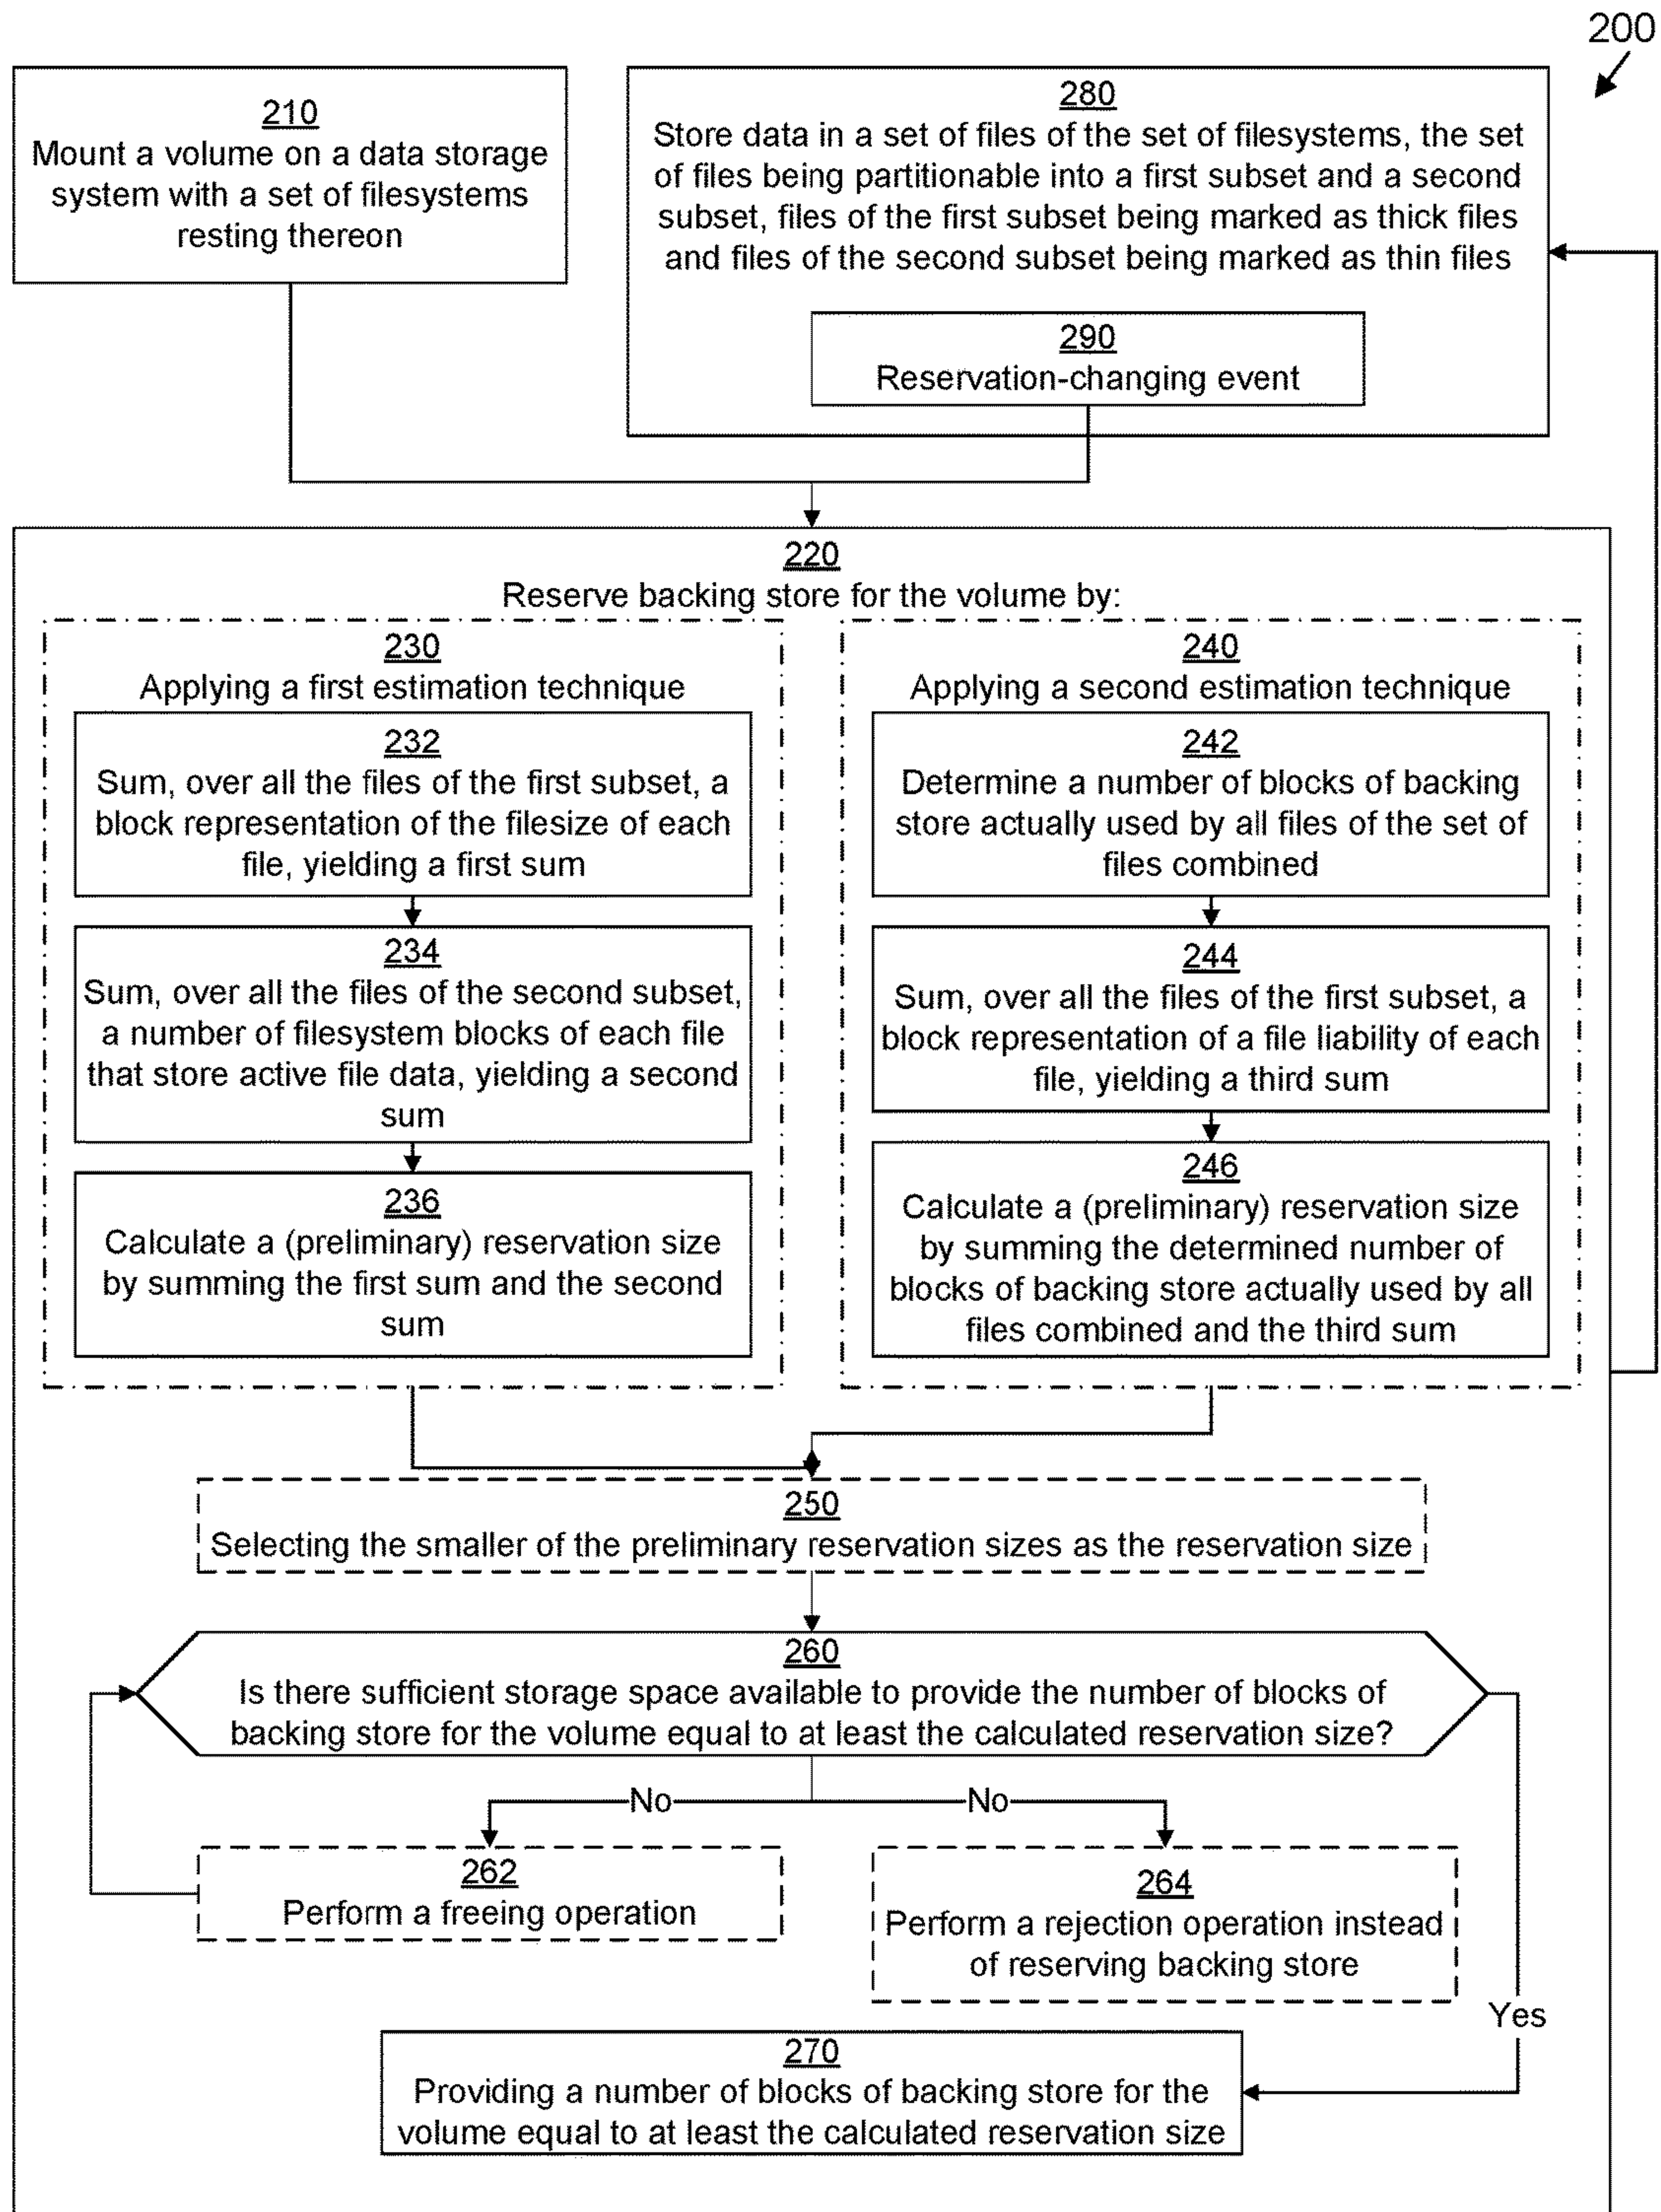 200
210
Mount a volume on a data storage
system with a set of filesystems
resting thereon
280
Store data in a set of files of the set of filesystems, the set
of files being partitionable into a first subset and a second
subset, files of the first subset being marked as thick files
and files of the second subset being marked as thin files
290
Reservation-changing event
220
Reserve backing store for the volume by:
230
Applying a first estimation technique
232
Sum, over all the files of the first subset, a
block representation of the filesize of each
file, yielding a first sum
234
Sum, over all the files of the second subset,
a number of filesystem blocks of each file
that store active file data, yielding a second
sum
236
Calculate a (preliminary) reservation size
by summing the first sum and the second
sum
240
Applying a second estimation technique
242
Determine a number of blocks of backing
store actually used by all files of the set of
files combined
244
Sum, over all the files of the first subset, a
block representation of a file liability of each
file, yielding a third sum
246
Calculate a (preliminary) reservation size
by summing the determined number of
blocks of backing store actually used by all
files combined and the third sum
250
Selecting the smaller of the preliminary reservation sizes as the reservation size
260
Is there sufficient storage space available to provide the number of blocks of
backing store for the volume equal to at least the calculated reservation size?
No
No
262
Perform a freeing operation
264
Perform a rejection operation instead
of reserving backing store
Yes
270
Providing a number of blocks of backing store for the
volume equal to at least the calculated reservation size